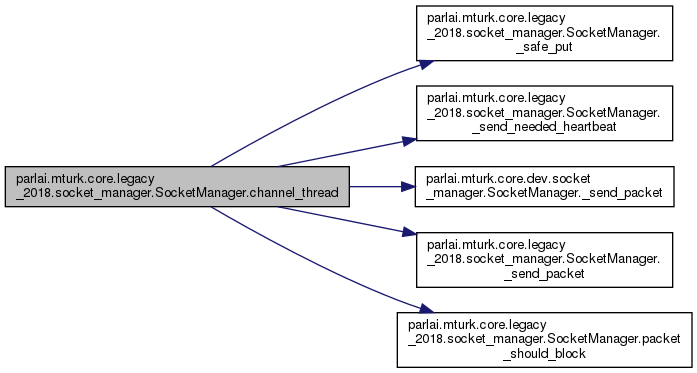 parlai.mturk.core.legacy
_2018.socket_manager.SocketManager.
_safe_put
parlai.mturk.core.legacy
_2018.socket_manager.SocketManager.
_send_needed_heartbeat
parlai.mturk.core.legacy
_2018.socket_manager.SocketManager.channel_thread
parlai.mturk.core.dev.socket
_manager.SocketManager._send_packet
parlai.mturk.core.legacy
_2018.socket_manager.SocketManager.
_send_packet
parlai.mturk.core.legacy
_2018.socket_manager.SocketManager.packet
_should_block